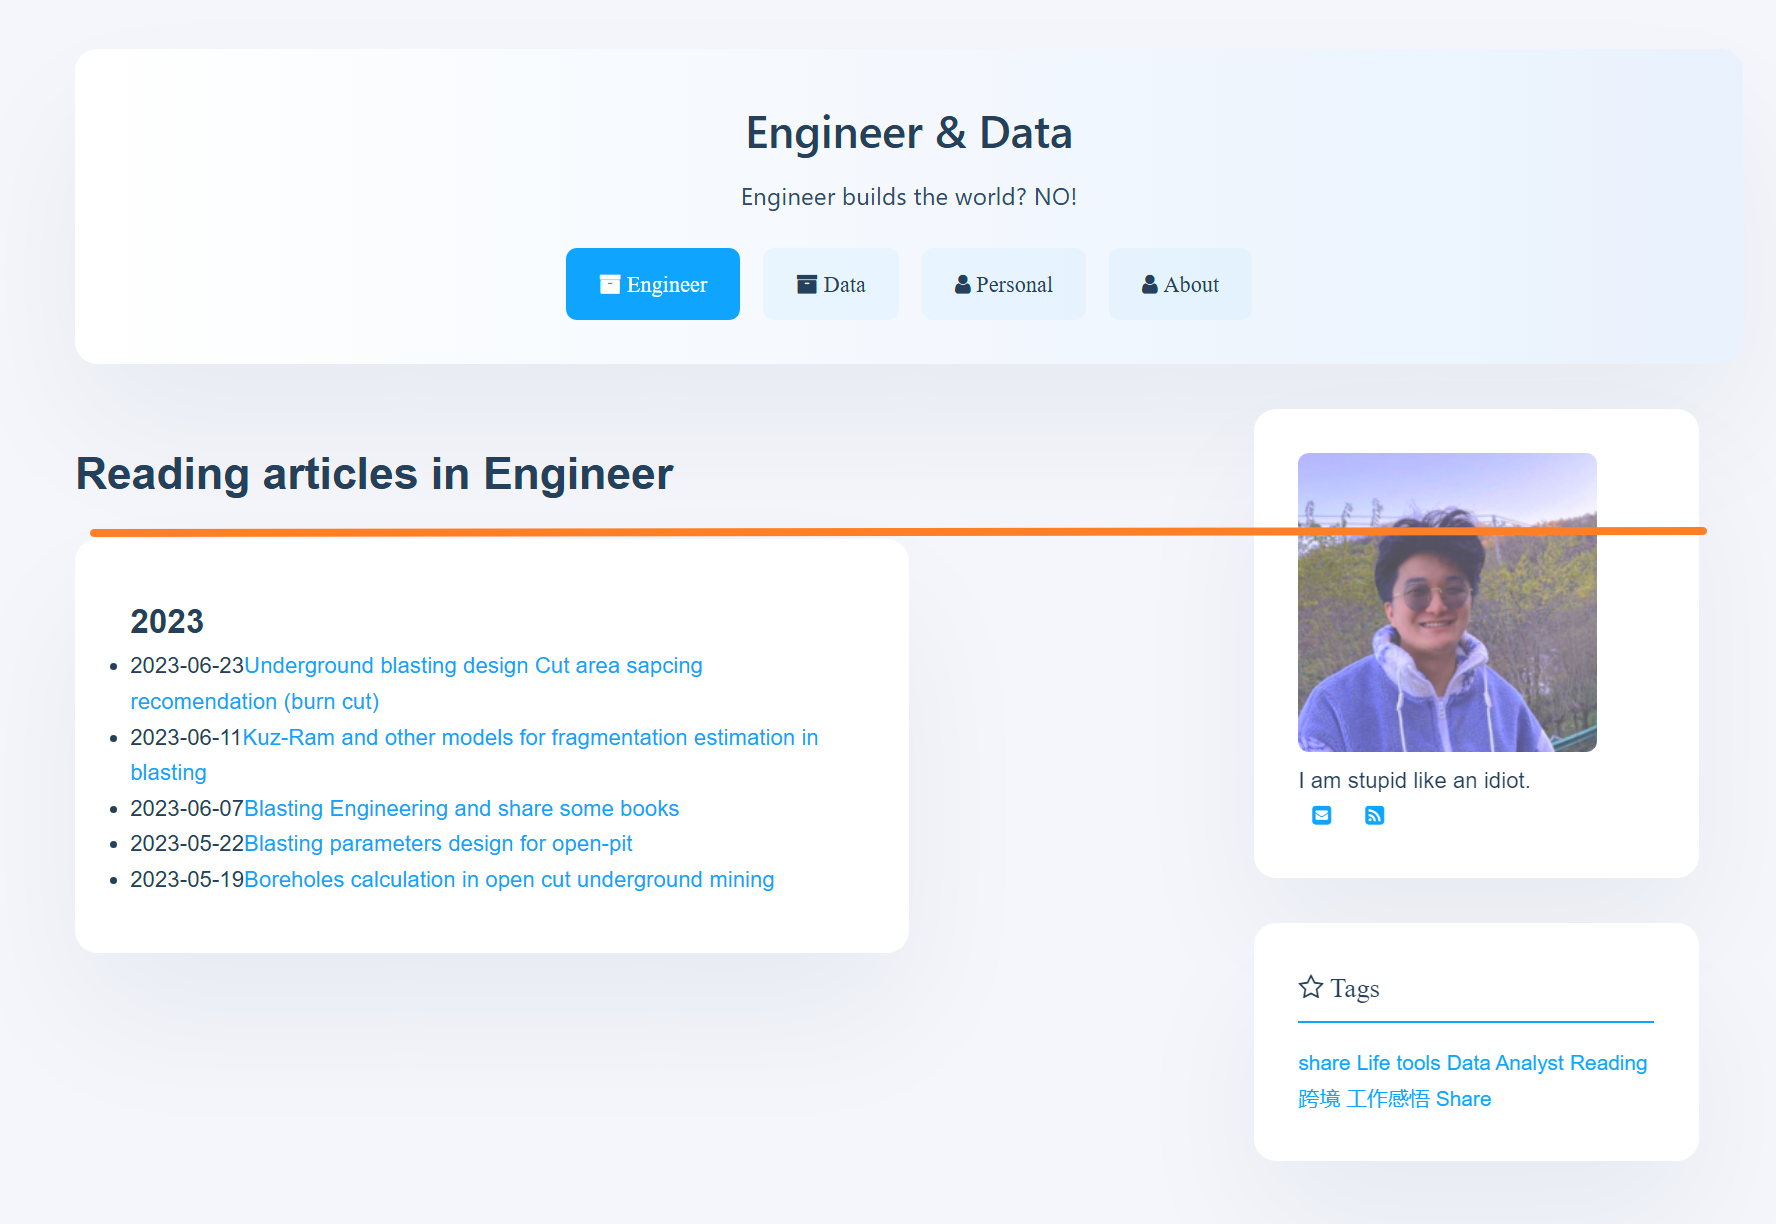 Engineer & Data
Engineer builds the world? NO!
Engineer
Data
Personal
About
Reading articles in Engineer
2023
2023-06-23Underground blasting design Cut area sapcing
recomendation (burn cut)
2023-06-11Kuz-Ram and other models for fragmentation estimation in
blasting
2023-06-07Blasting Engineering and share some books
2023-05-22Blasting parameters design for open-pit
2023-05-19Boreholes calculation in open cut underground mining
I am stupid like an idiot.
Tags
share Life tools Data Analyst Reading
跨境 工作感悟 Share